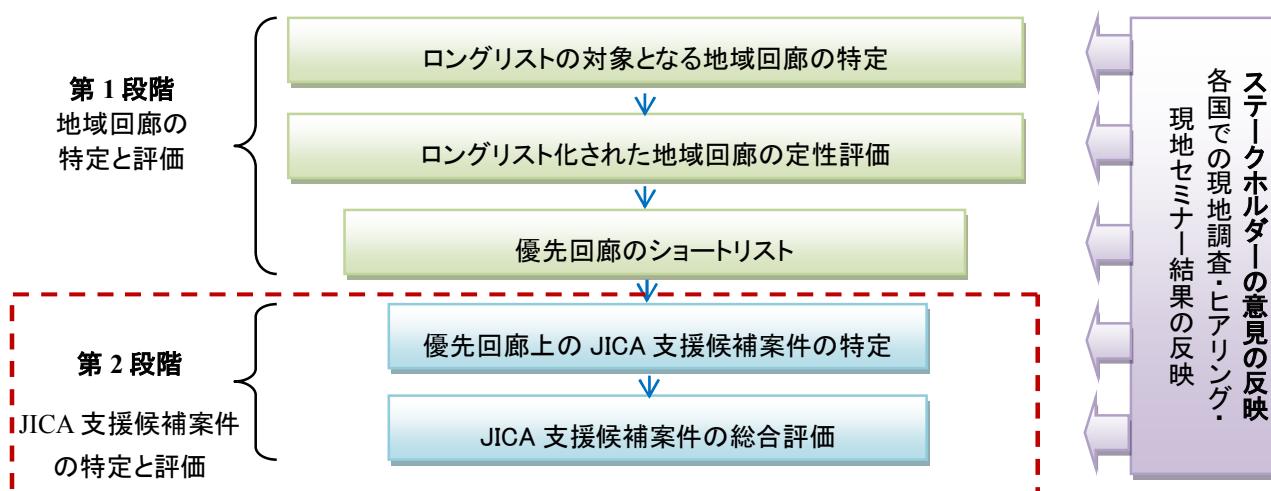 第 1 段階
地域回廊の
特定と評価
ロングリストの対象となる地域回廊の特定
ロングリスト化された地域回廊の定性評価
優先回廊のショートリスト
第 2 段階
JICA 支援候補案件
の特定と評価
優先回廊上の JICA 支援候補案件の特定
JICA 支援候補案件の総合評価
ステークホルダーの意見の反映
各国での現地調査・ヒアリング・
現地セミナー結果の反映